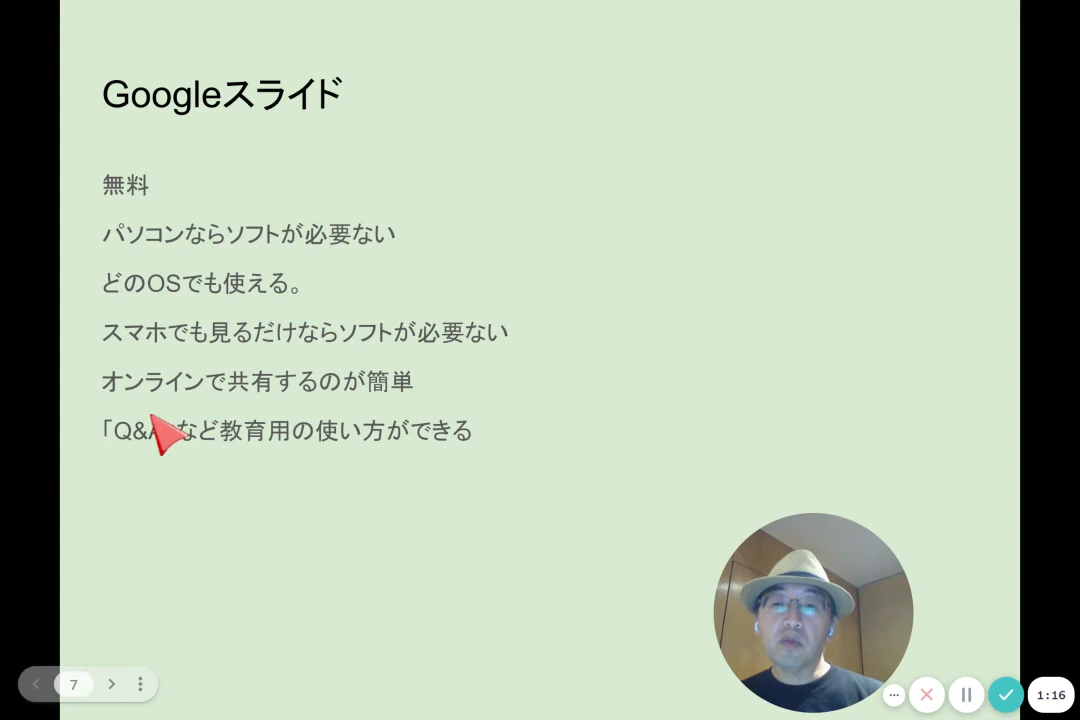 Googleスライド
無料
パソコンならソフトが必要ない
どのOSでも使える。
スマホでも見るだけならソフトが必要ない
オンラインで共有するのが簡単
「Q&A」など教育用の使い方ができる
7
1:16